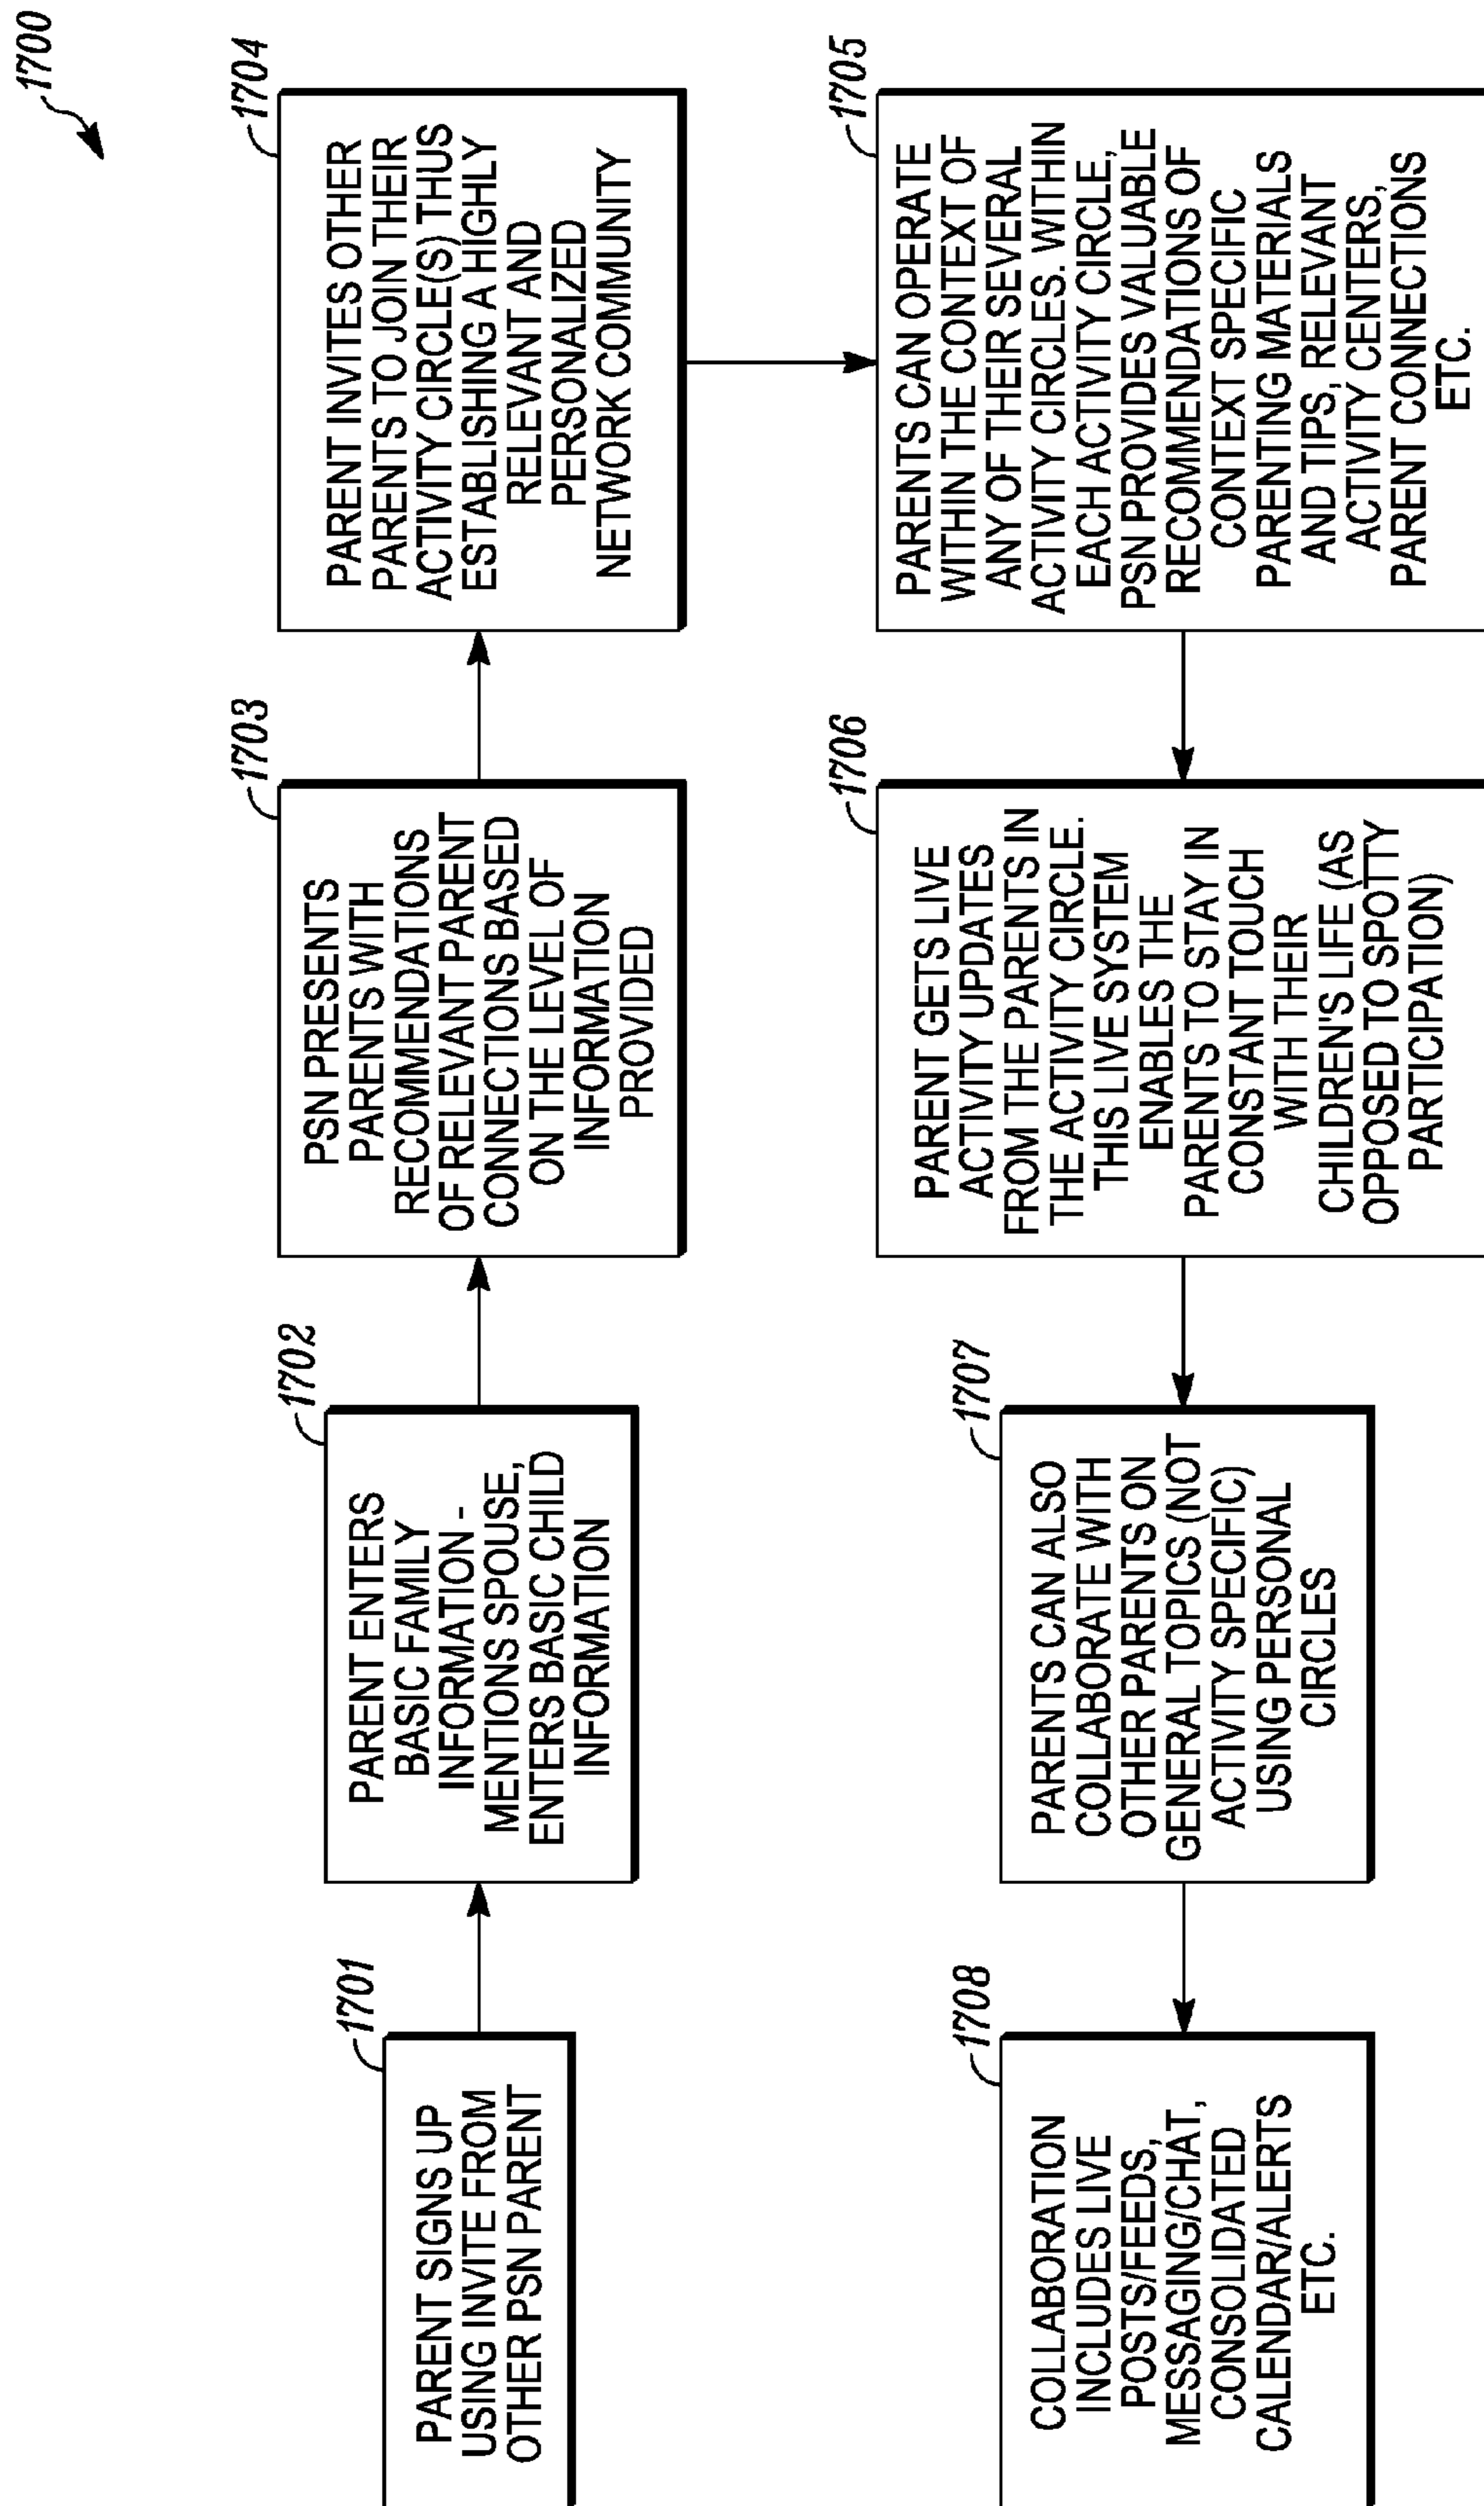 1700
1701
PARENT SIGNS UP
USING INVITE FROM
OTHER PSN PARENT
1702
PARENT ENTERS
BASIC FAMILY
INFORMATION -
MENTIONS SPOUSE,
ENTERS BASIC CHILD
INFORMATION
1703
PSN PRESENTS
PARENTS WITH
RECOMMENDATIONS
OF RELEVANT PARENT
CONNECTIONS BASED
ON THE LEVEL OF
INFORMATION
PROVIDED
1704
PARENT INVITES OTHER
PARENTS TO JOIN THEIR
ACTIVITY CIRCLE(S) THUS
ESTABLISHING A HIGHLY
RELEVANT AND
PERSONALIZED
NETWORK COMMUNITY
1705
PARENTS CAN OPERATE
WITHIN THE CONTEXT OF
ANY OF THEIR SEVERAL
ACTIVITY CIRCLES. WITHIN
EACH ACTIVITY CIRCLE,
PSN PROVIDES VALUABLE
RECOMMENDATIONS OF
CONTEXT SPECIFIC
PARENTING MATERIALS
AND TIPS, RELEVANT
ACTIVITY CENTERS,
PARENT CONNECTIONS
ETC.
1706
PARENT GETS LIVE
ACTIVITY UPDATES
FROM THE PARENTS IN
THE ACTIVITY CIRCLE.
THIS LIVE SYSTEM
ENABLES THE
PARENTS TO STAY IN
CONSTANT TOUCH
WITH THEIR
CHILDRENS LIFE (AS
OPPOSED TO SPOTTY
PARTICIPATION)
1707
PARENTS CAN ALSO
COLLABORATE WITH
OTHER PARENTS ON
GENERAL TOPICS (NOT
ACTIVITY SPECIFIC)
USING PERSONAL
CIRCLES
1708
COLLABORATION
INCLUDES LIVE
POSTS/FEEDS,
MESSAGING/CHAT,
CONSOLIDATED
CALENDAR/ALERTS
ETC.